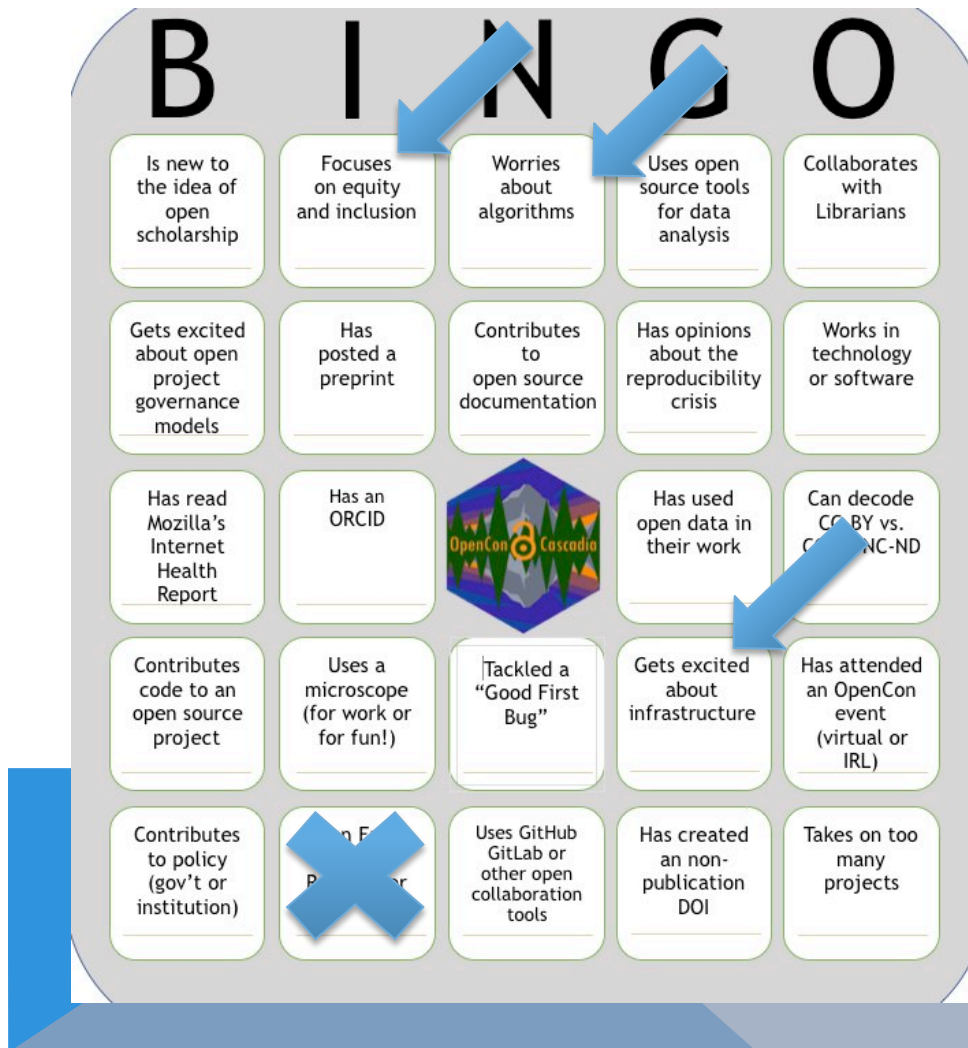 B I N G O
Is new to
the idea of
open
scholarship
Focuses
on equity
and inclusion
Worries
about
algorithms
Uses open
source tools
for data
analysis
Collaborates
with
Librarians
Gets excited
about open
project
governance
models
Has
posted a
preprint
Contributes
to
open source
documentation
Has opinions
about the
reproducibility
crisis
Works in
technology
or software
Has read
Mozilla's
Internet
Health
Report
Has an
ORCID
OpenCon Cascadia
Has used
open data in
their work
Can decode
vs.
Contributes
code to an
open source
project
Uses a
microscope
(for work or
for fun!)
Tackled a
“Good First
Bug”
Gets excited
about
infrastructure
Has attended
an OpenCon
event
(virtual or
IRL)
Contributes
to policy
(gov't or
institution)
Uses GitHub
GitLab or
other open
collaboration
tools
Has created
an non-
publication
DOI
Takes on too
many
projects